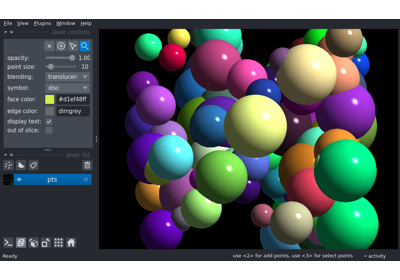 File View Plugins Window Help
layer controls
opacity: 1.00
point size: 10
blending: translucen
symbol: disc
face color: #d1ef48ff
edge color: dimgrey
display text:
out of slice:
layer list
pts
Ready
use <2> for add points, use <3> for select points
activity